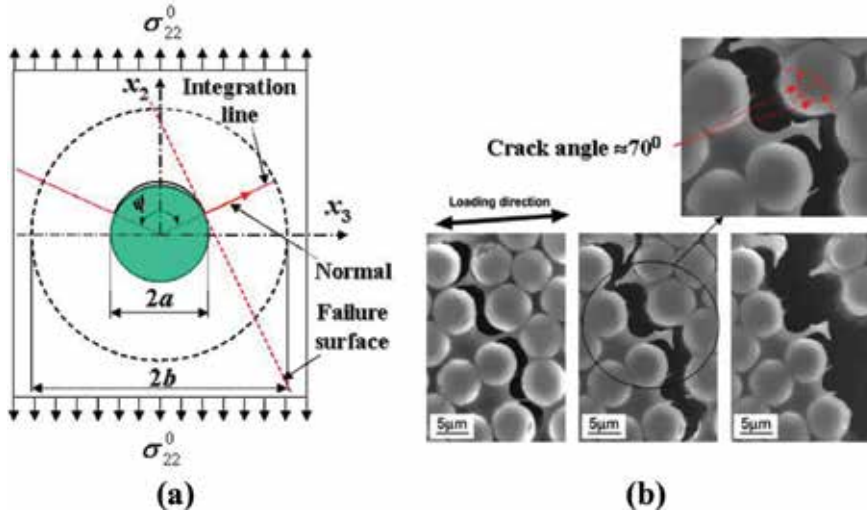 σ⁰₂₂
x₂
Integration
line
x₃
Normal
2a
Failure
surface
2b
σ⁰₂₂
(a)
Crack angle ≈70⁰
Loading direction
5μm
5μm
5μm
(b)